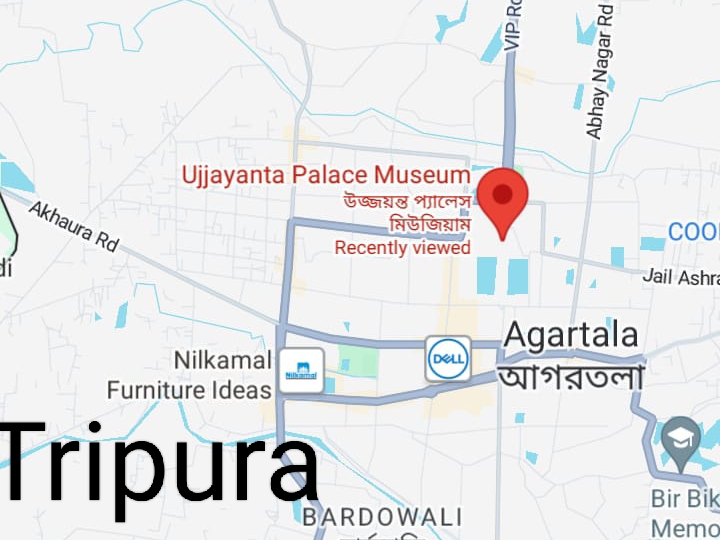 VIP Rd
Abhay Nagar Rd
Ujjayanta Palace Museum
উজ্জয়ন্ত প্যালেস
মিউজিয়াম
Recently viewed
Akhaura Rd
di
COO
Jail Ashra
Agartala
আগরতলা
DELL
Nilkamal
Furniture Ideas
Nilkamal
Tripura
BARDOWALI
Bir Bik
Memo